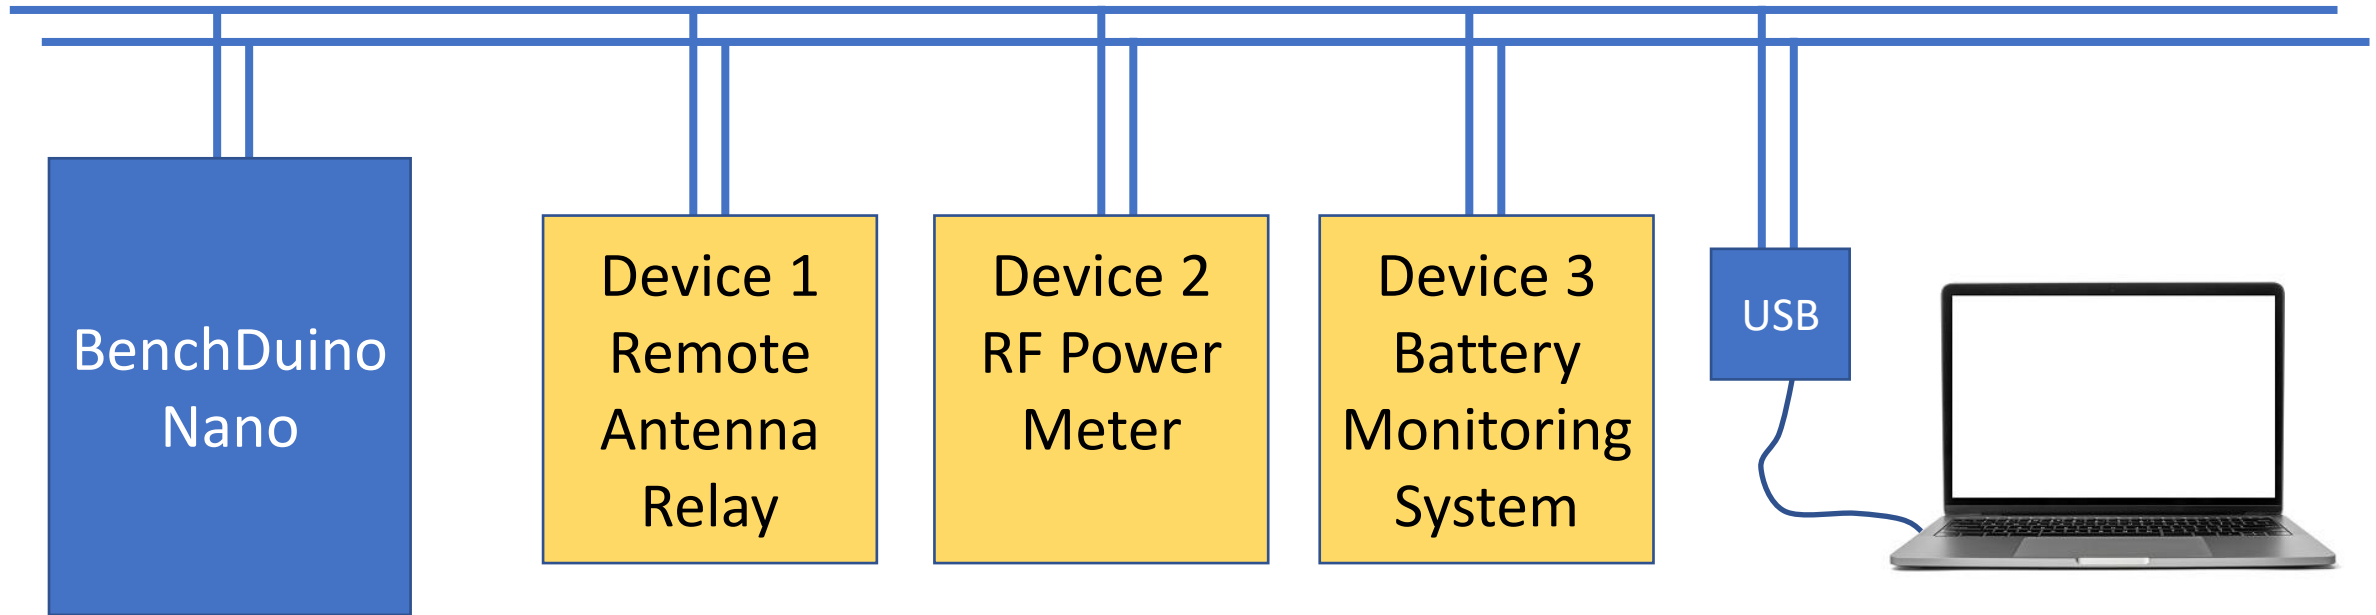 BenchDuino
Nano
Device 1
Remote
Antenna
Relay
Device 2
RF Power
Meter
Device 3
Battery
Monitoring
System
USB